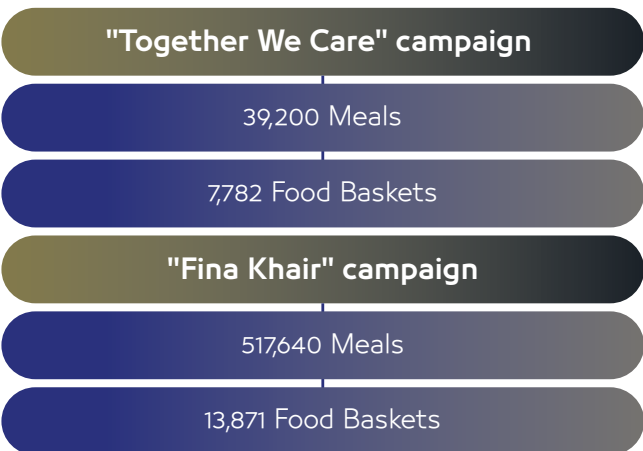 "Together We Care" campaign
39,200 Meals
7,782 Food Baskets
"Fina Khair" campaign
517,640 Meals
13,871 Food Baskets